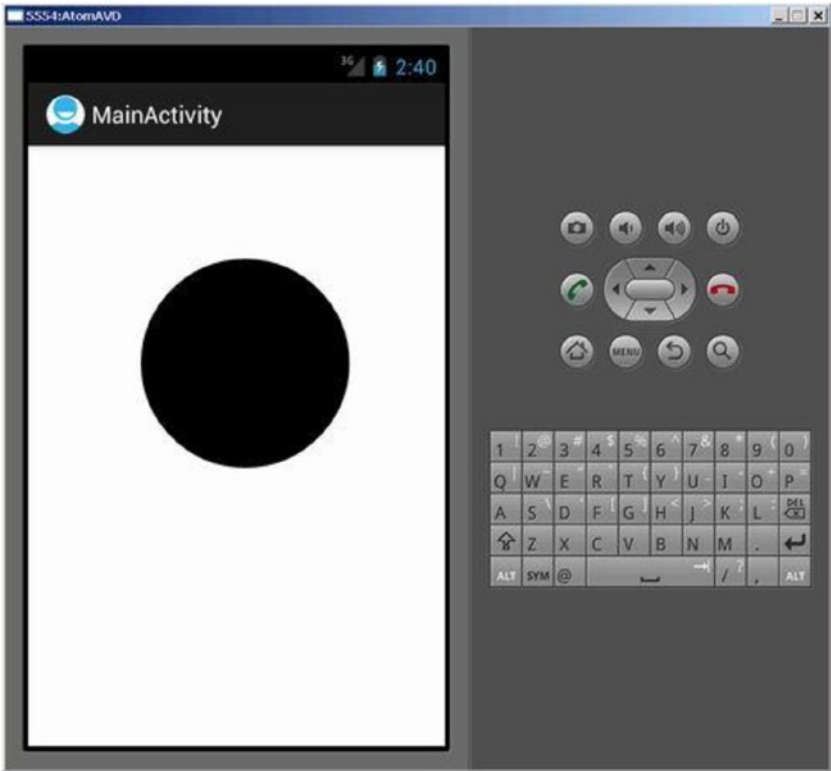 5554:AtomAVD
3G 2:40
MainActivity
MENU
1 ! 2 @ 3 # 4 $ 5 % 6 ^ 7 & 8 * 9 ( 0 )
Q | W ~ E " R ` T { Y } U _ I - O + P =
A S \ D ' F [ G ] H < J > K ; L : DEL
Z X C V B N M .
ALT SYM @ / ? , ALT